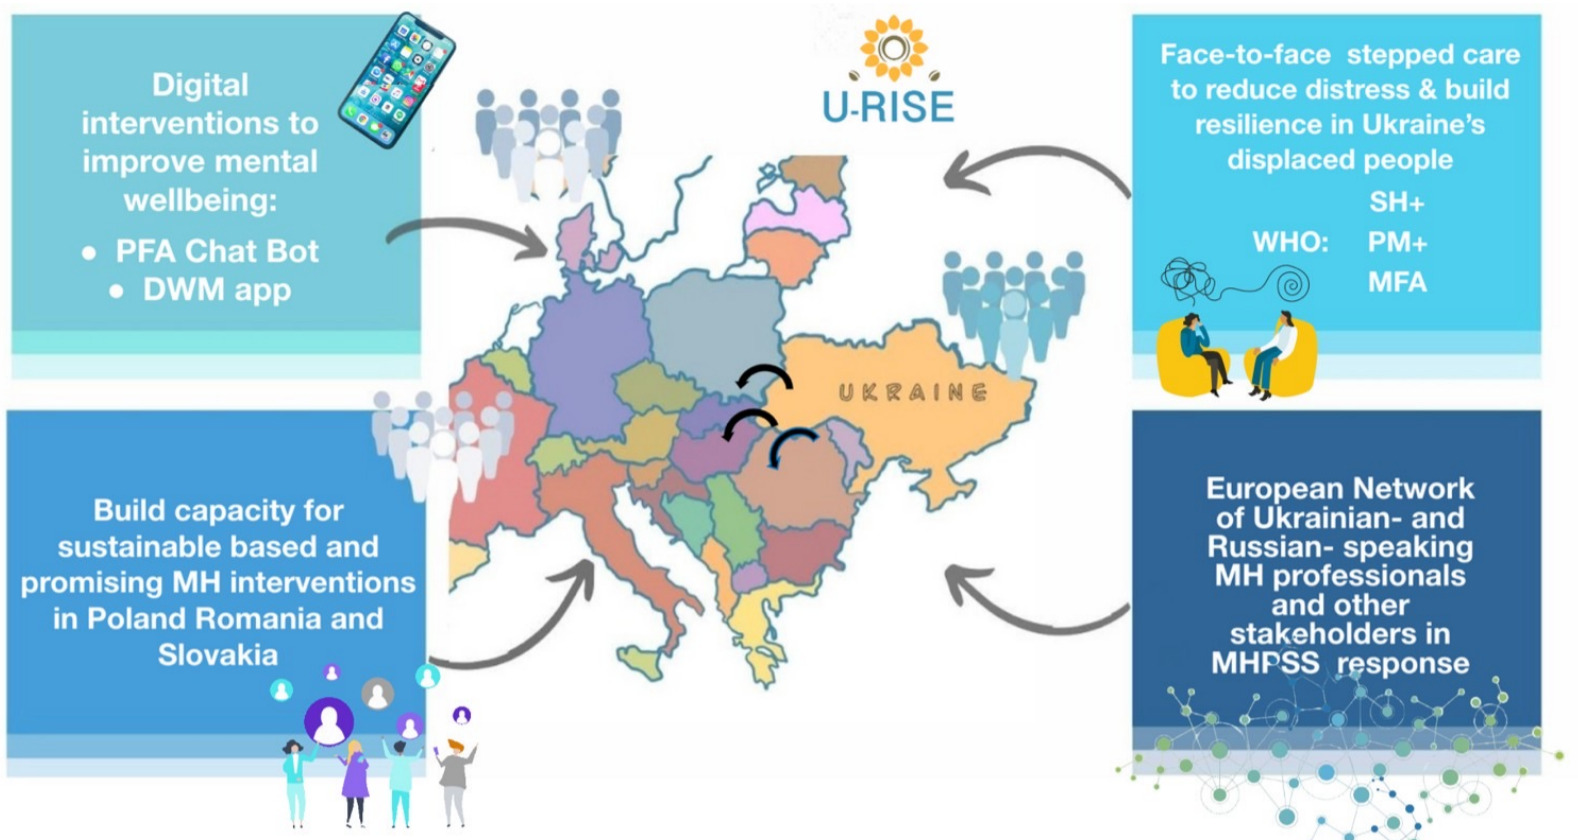 Digital
interventions to
improve mental
wellbeing:
● PFA Chat Bot
● DWM app
U-RISE
Face-to-face stepped care
to reduce distress & build
resilience in Ukraine's
displaced people
SH+
WHO: PM+
MFA
UKRAINE
Build capacity for
sustainable based and
promising MH interventions
in Poland Romania and
Slovakia
European Network
of Ukrainian- and
Russian- speaking
MH professionals
and other
stakeholders in
MHPSS response